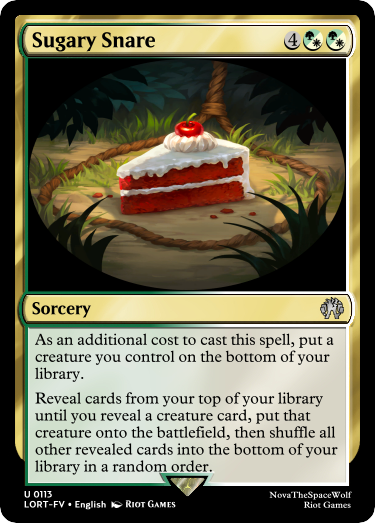 Sugary Snare 4
Sorcery
As an additional cost to cast this spell, put a
creature you control on the bottom of your
library.
Reveal cards from your top of your library
until you reveal a creature card, put that
creature onto the battlefield, then shuffle all
other revealed cards into the bottom of your
library in a random order.
U 0113
LORT-FV • English Riot Games
NovaTheSpaceWolf
Riot Games